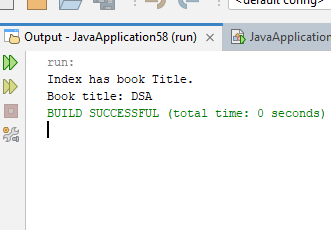 <default config>
Output - JavaApplication58 (run)
JavaApplication
run:
Index has book Title.
Book title: DSA
BUILD SUCCESSFUL (total time: 0 seconds)